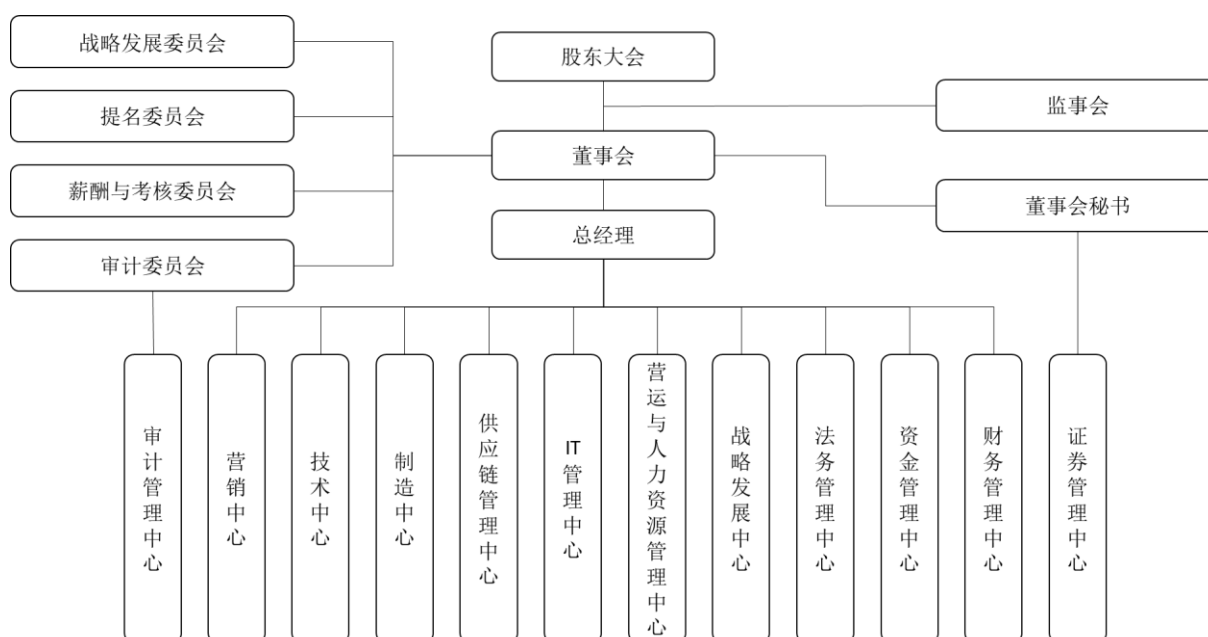 战略发展委员会
股东大会
提名委员会
监事会
董事会
薪酬与考核委员会
董事会秘书
总经理
审计委员会
审计管理中心
营销中心
技术中心
制造中心
供应链管理中心
IT管理中心
营运与人力资源管理中心
战略发展中心
法务管理中心
资金管理中心
财务管理中心
证券管理中心